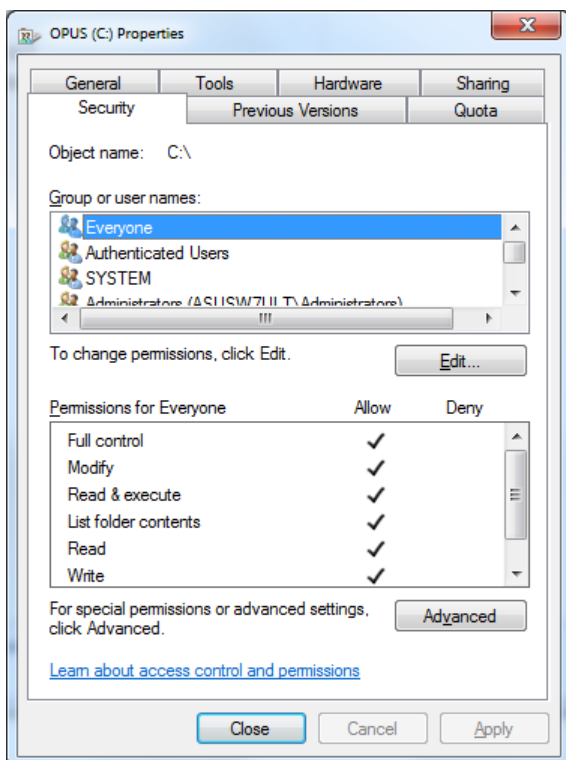 OPUS (C:) Properties
General Tools Hardware Sharing
Security Previous Versions Quota
Object name: C:\
Group or user names:
Everyone
Authenticated Users
SYSTEM
Administrators (ASUSW7ULT\Administrators)
To change permissions, click Edit.
Edit...
Permissions for Everyone Allow Deny
Full control
Modify
Read & execute
List folder contents
Read
Write
For special permissions or advanced settings,
click Advanced.
Advanced
Learn about access control and permissions
Close Cancel Apply